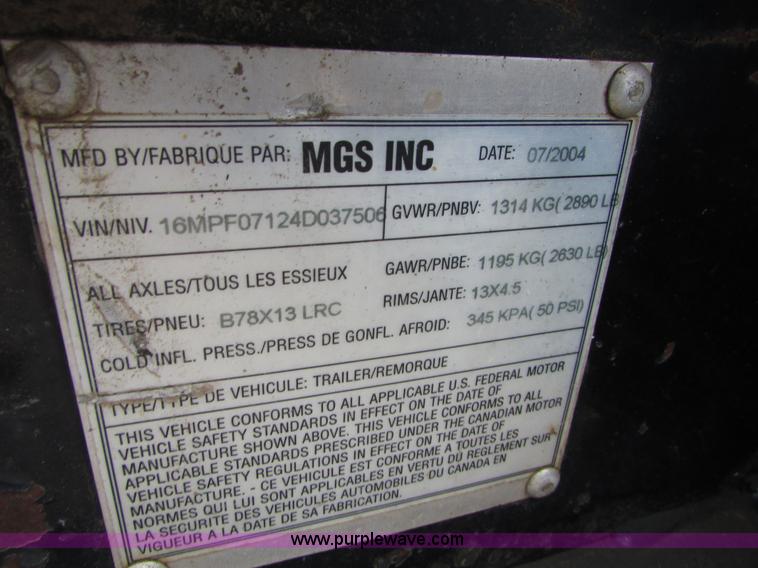 MFD BY/FABRIQUE PAR: MGS INC DATE: 07/2004
VIN/NIV. 16MPF07124D037506 GVWR/PNBV: 1314 KG( 2890 LB
ALL AXLES/TOUS LES ESSIEUX GAWR/PNBE: 1195 KG( 2630 LB)
TIRES/PNEU: B78X13 LRC RIMS/JANTE: 13X4.5
COLD INFL. PRESS./PRESS DE GONFL. AFROID: 345 KPA( 50 PSI)
TYPE/TYPE DE VEHICULE: TRAILER/REMORQUE
THIS VEHICLE CONFORMS TO ALL APPLICABLE U.S. FEDERAL MOTOR
VEHICLE SAFETY STANDARDS IN EFFECT ON THE DATE OF
MANUFACTURE SHOWN ABOVE. THIS VEHICLE CONFORMS TO ALL
APPLICABLE STANDARDS PRESCRIBED UNDER THE CANADIAN MOTOR
VEHICLE SAFETY REGULATIONS IN EFFECT ON THE DATE OF
MANUFACTURE. - CE VEHICULE EST CONFORME A TOUTES LES
NORMES QUI LUI SONT APPLICABLES EN VERTU DU REGLEMENT SUR
LA SECURITE DES VEHICULES AUTOMOBILES DU CANADA EN
VIGUEUR A LA DATE DE SA FABRICATION.
www.purplewave.com